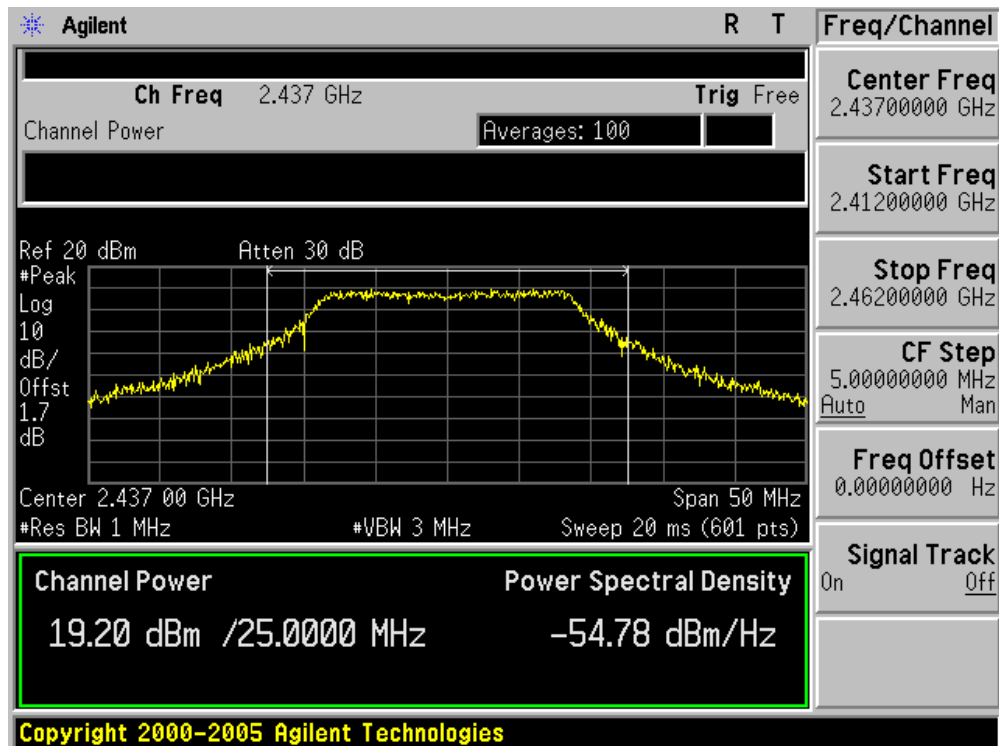 Agilent R T
Ch Freq 2.437 GHz Trig Free
Channel Power Averages: 100
Ref 20 dBm Atten 30 dB
#Peak
Log
10
dB/
Offst
1.7
dB
Center 2.437 00 GHz Span 50 MHz
#Res BW 1 MHz #VBW 3 MHz Sweep 20 ms (601 pts)
Channel Power Power Spectral Density
19.20 dBm /25.0000 MHz -54.78 dBm/Hz
Freq/Channel
Center Freq
2.43700000 GHz
Start Freq
2.41200000 GHz
Stop Freq
2.46200000 GHz
CF Step
5.00000000 MHz
Auto Man
Freq Offset
0.00000000 Hz
Signal Track
On Off
Copyright 2000-2005 Agilent Technologies